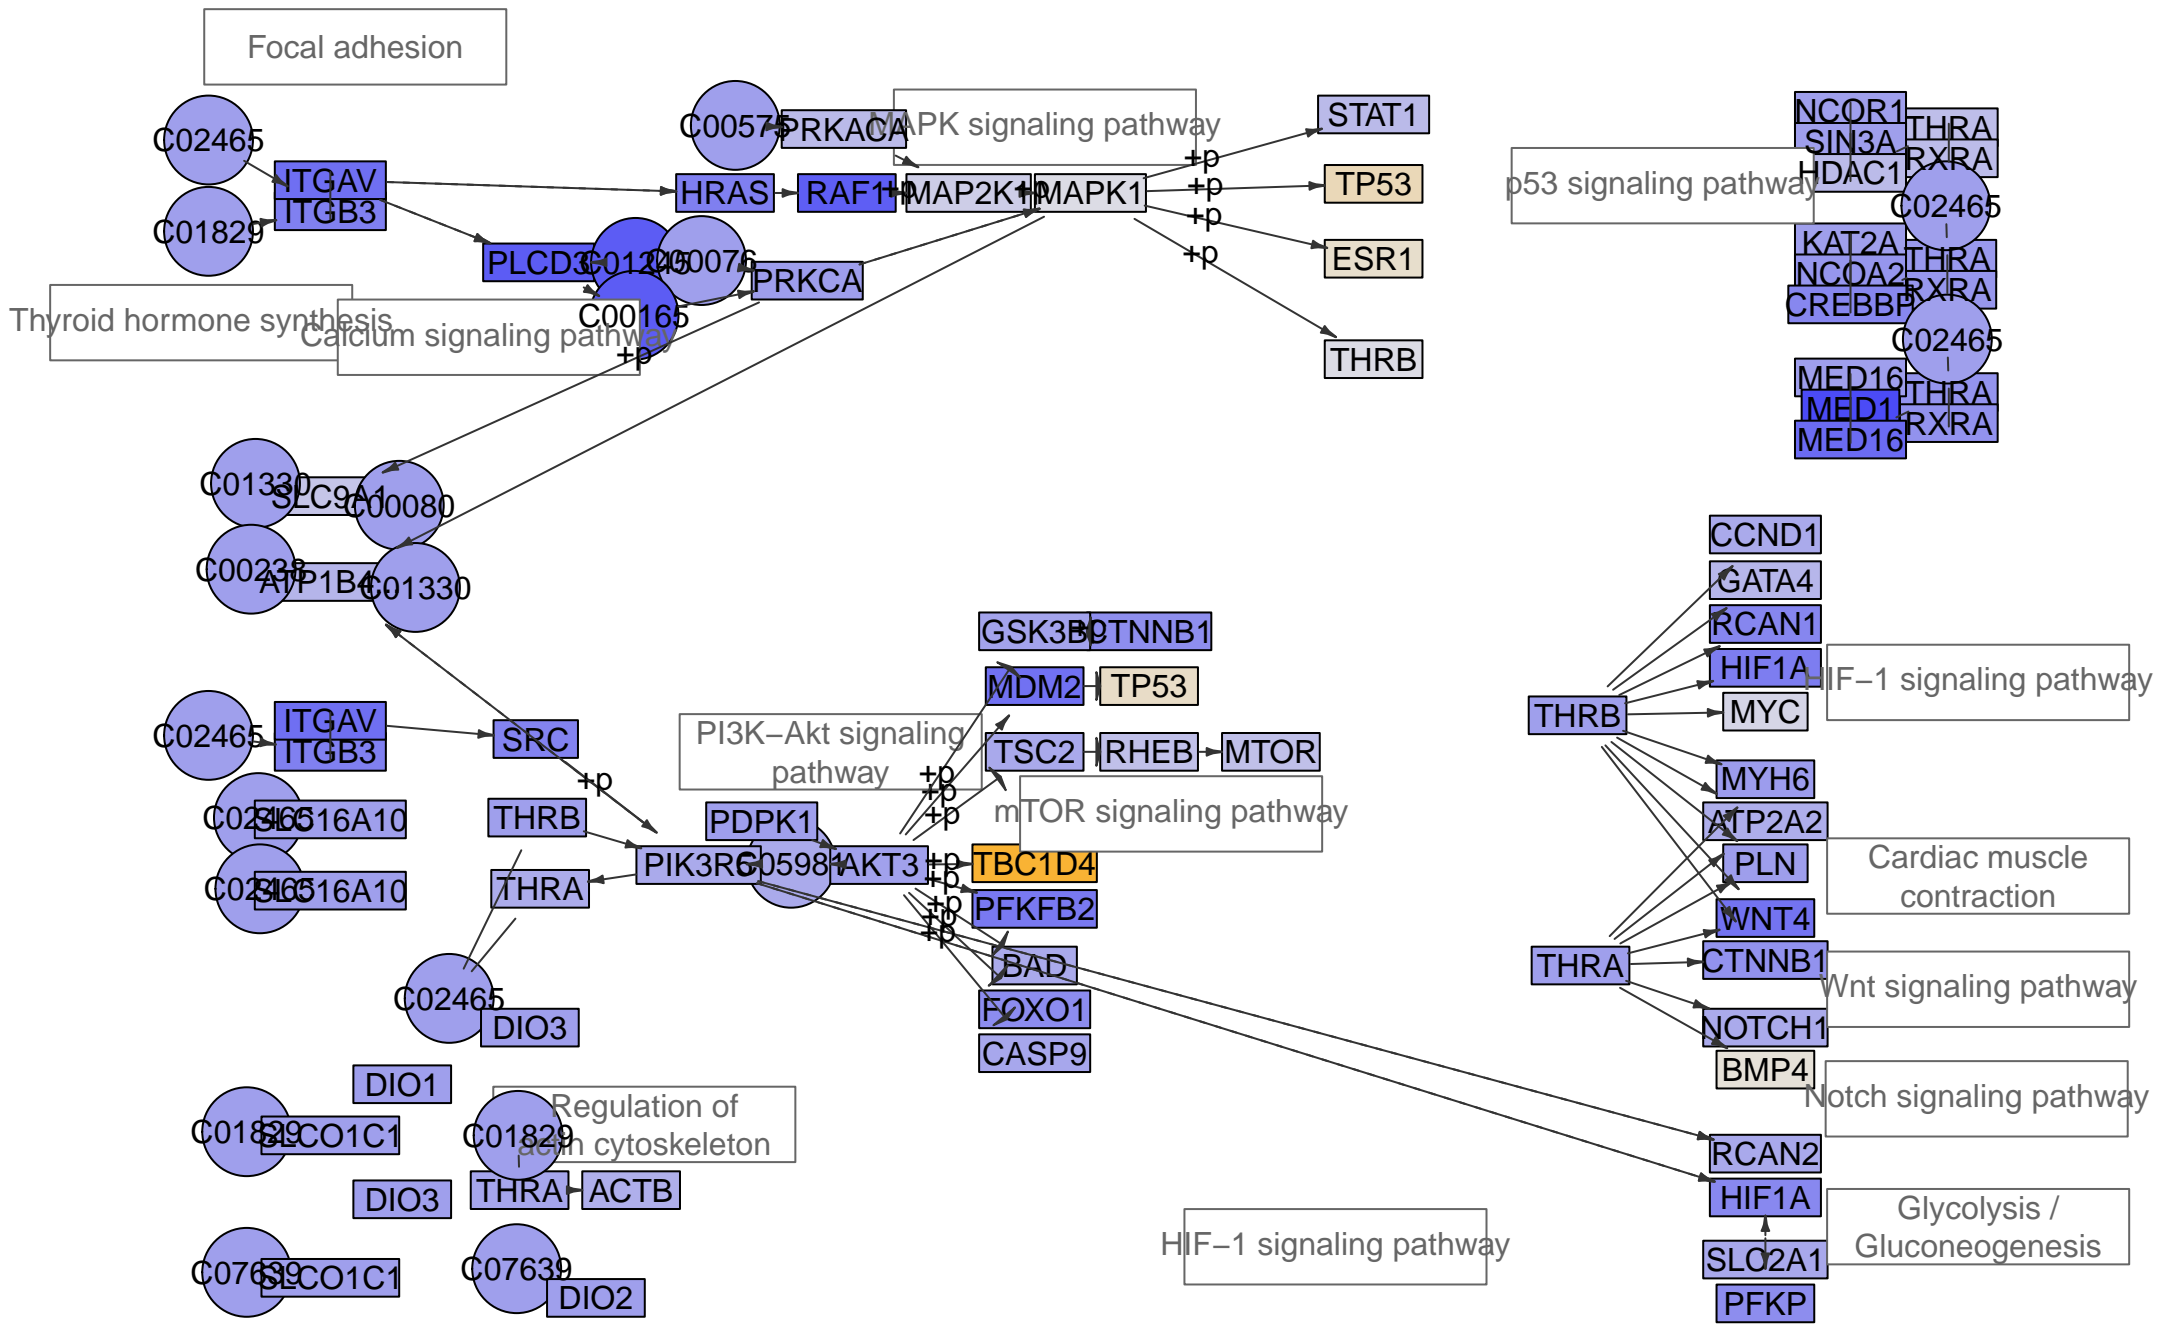 Focal adhesion
C02465
C01829
ITGAV
ITGB3
C00575
PRKACA
MAPK signaling pathway
HRAS
RAF1
+p
MAP2K1
+p
MAPK1
PLCD3
C01245
C00076
C00165
PRKCA
+p
+p
+p
+p
STAT1
TP53
ESR1
THRB
Thyroid hormone synthesis
Calcium signaling pathway
+p
p53 signaling pathway
NCOR1
SIN3A
HDAC1
THRA
RXRA
C02465
KAT2A
NCOA2
CREBBP
THRA
RXRA
C02465
MED16
MED1
MED16
THRA
RXRA
C01330
SLC9A1
C00080
C00238
ATP1B4...
C01330
GSK3B
+p
CTNNB1
MDM2
TP53
TSC2
RHEB
MTOR
mTOR signaling pathway
PI3K−Akt signaling
pathway
C02465
ITGAV
ITGB3
SRC
+p
C02465
SLC16A10
C02465
SLC16A10
THRB
THRA
PIK3R6
PDPK1
C05981
AKT3
+p
+p
+p
+p
+p
+p
+p
+p
TBC1D4
PFKFB2
BAD
FOXO1
CASP9
C02465
DIO3
DIO1
C01829
SLCO1C1
DIO3
C07639
SLCO1C1
Regulation of
actin cytoskeleton
C01829
THRA
ACTB
C07639
DIO2
HIF−1 signaling pathway
CCND1
GATA4
RCAN1
HIF1A
MYC
HIF−1 signaling pathway
THRB
MYH6
ATP2A2
PLN
Cardiac muscle
contraction
WNT4
THRA
CTNNB1
Wnt signaling pathway
NOTCH1
BMP4
Notch signaling pathway
RCAN2
HIF1A
Glycolysis /
Gluconeogenesis
SLC2A1
PFKP